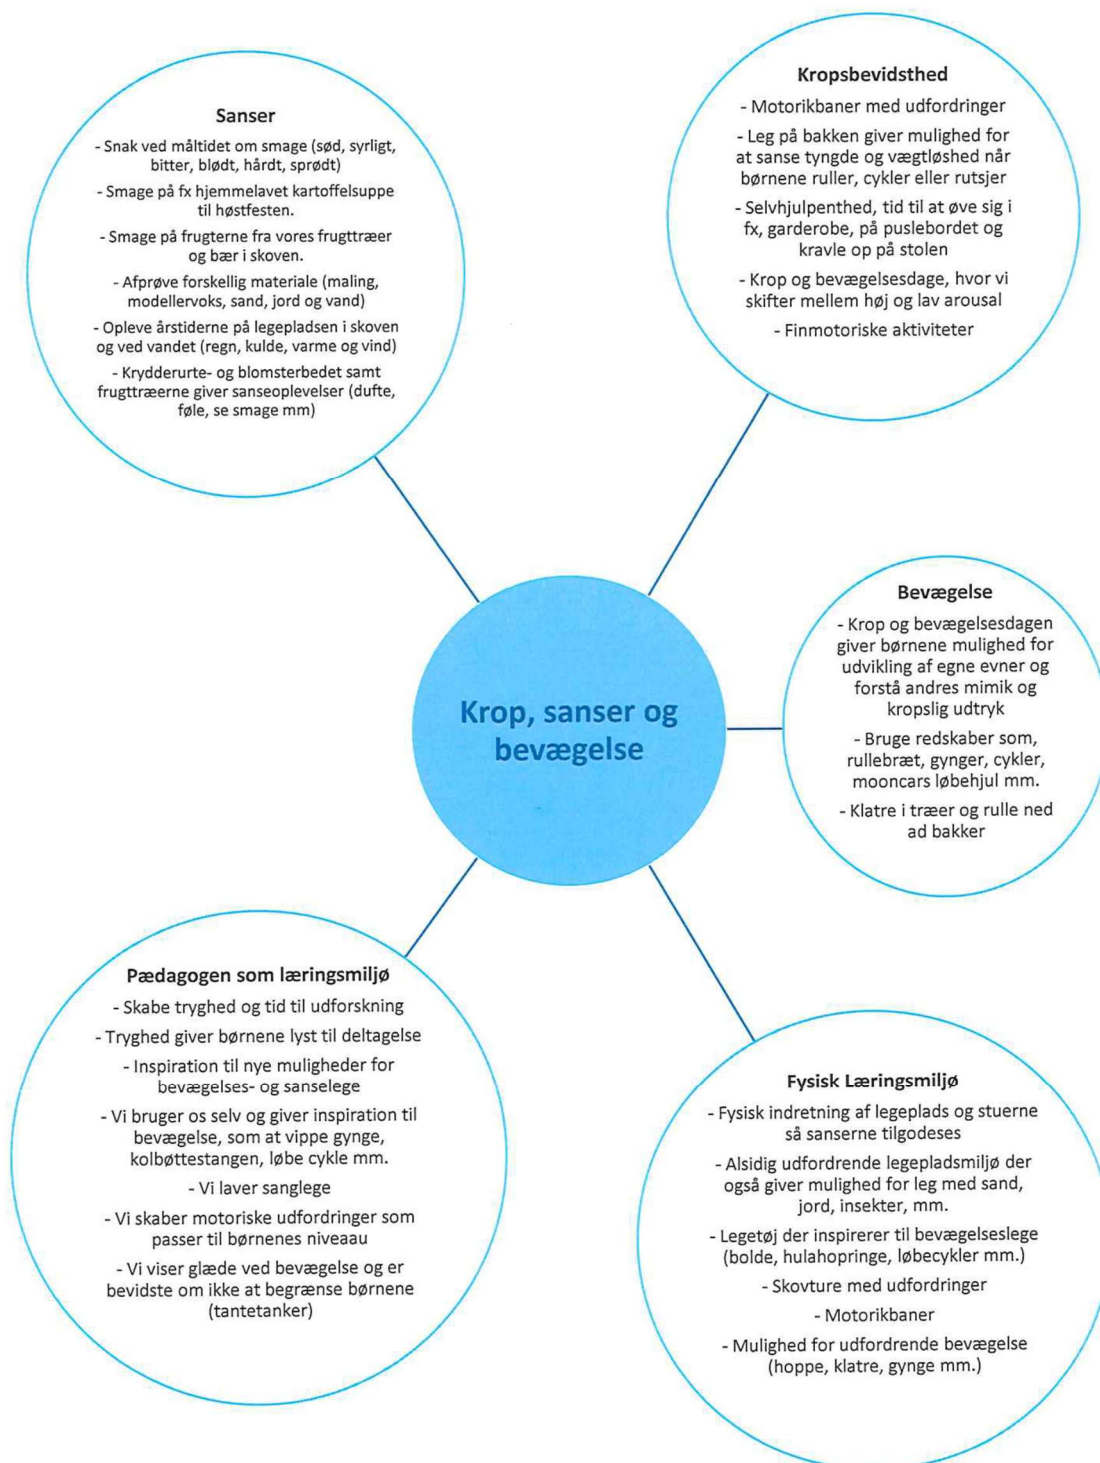 Sanser
- Snak ved måltidet om smage (sød, syrligt,
bitter, blødt, hårdt, sprødt)
- Smage på fx hjemmelavet kartoffelsuppe
til høstfesten.
- Smage på frugterne fra vores frugttræer
og bær i skoven.
- Afprøve forskellig materiale (maling,
modellervoks, sand, jord og vand)
- Opleve årstiderne på legepladsen i skoven
og ved vandet (regn, kulde, varme og vind)
- Krydderurte- og blomsterbedet samt
frugttræerne giver sanseoplevelser (dufte,
føle, se smage mm)
Kropsbevidsthed
- Motorikbaner med udfordringer
- Leg på bakken giver mulighed for
at sanse tyngde og vægtløshed når
børnene ruller, cykler eller rutsjer
- Selvhjulpenthed, tid til at øve sig i
fx, garderobe, på puslebordet og
kravle op på stolen
- Krop og bevægelsesdage, hvor vi
skifter mellem høj og lav arousal
- Finmotoriske aktiviteter
Krop, sanser og
bevægelse
Bevægelse
- Krop og bevægelsesdagen
giver børnene mulighed for
udvikling af egne evner og
forstå andres mimik og
kropslig udtryk
- Bruge redskaber som,
rullebræt, gynger, cykler,
mooncars løbehjul mm.
- Klatre i træer og rulle ned
ad bakker
Pædagogen som læringsmiljø
- Skabe tryghed og tid til udforskning
- Tryghed giver børnene lyst til deltagelse
- Inspiration til nye muligheder for
bevægelses- og sanselege
- Vi bruger os selv og giver inspiration til
bevægelse, som at vippe gynge,
kolbøttestangen, løbe cykle mm.
- Vi laver sanglege
- Vi skaber motoriske udfordringer som
passer til børnenes niveaau
- Vi viser glæde ved bevægelse og er
bevidste om ikke at begrænse børnene
(tantetanker)
Fysisk Læringsmiljø
- Fysisk indretning af legeplads og stuerne
så sanserne tilgodeses
- Alsidig udfordrende legepladsmiljø der
også giver mulighed for leg med sand,
jord, insekter, mm.
- Legetøj der inspirerer til bevægelseslege
(bolde, hulahopringe, løbecykler mm.)
- Skovture med udfordringer
- Motorikbaner
- Mulighed for udfordrende bevægelse
(hoppe, klatre, gynge mm.)